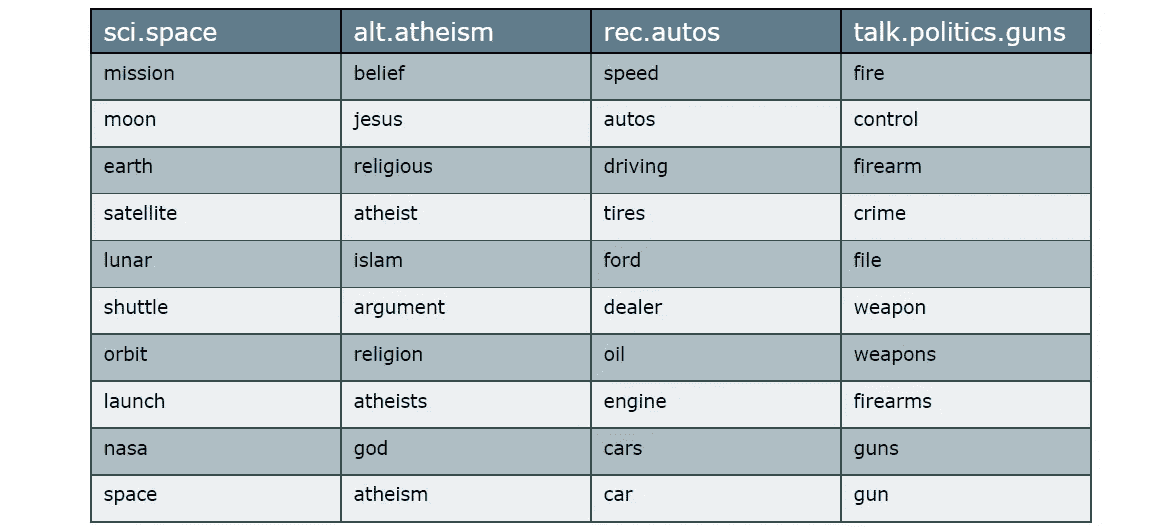 sci.space alt.atheism rec.autos talk.politics.guns
mission belief speed fire
moon jesus autos control
earth religious driving firearm
satellite atheist tires crime
lunar islam ford file
shuttle argument dealer weapon
orbit religion oil weapons
launch atheists engine firearms
nasa god cars guns
space atheism car gun